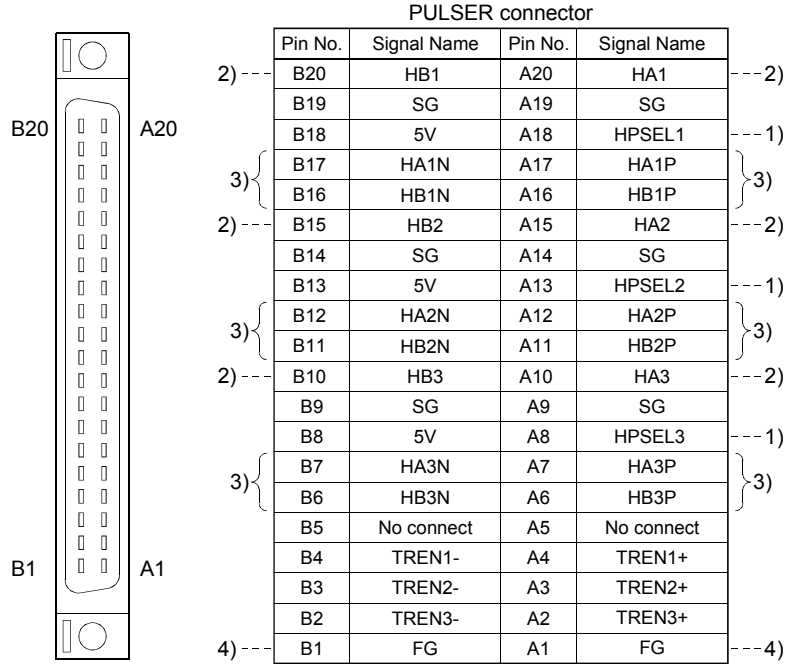 PULSER connector
Pin No. Signal Name Pin No. Signal Name
2) B20 HB1 A20 HA1 2)
B19 SG A19 SG
B20 A20
B18 5V A18 HPSEL1 1)
3) B17 HA1N A17 HA1P 3)
B16 HB1N A16 HB1P
2) B15 HB2 A15 HA2 2)
B14 SG A14 SG
B13 5V A13 HPSEL2 1)
3) B12 HA2N A12 HA2P 3)
B11 HB2N A11 HB2P
2) B10 HB3 A10 HA3 2)
B9 SG A9 SG
B8 5V A8 HPSEL3 1)
3) B7 HA3N A7 HA3P 3)
B6 HB3N A6 HB3P
B5 No connect A5 No connect
B4 TREN1- A4 TREN1+
B1 A1
B3 TREN2- A3 TREN2+
B2 TREN3- A2 TREN3+
4) B1 FG A1 FG 4)